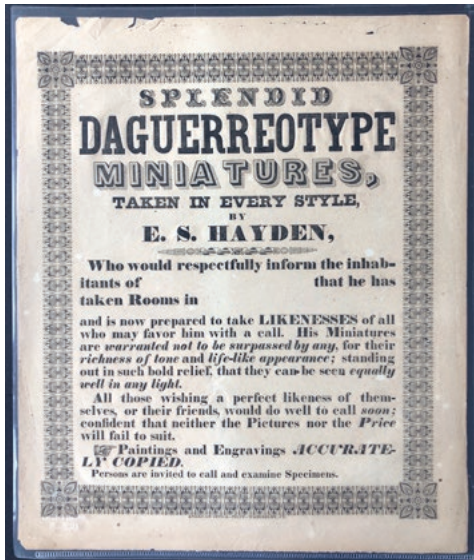 SPLENDID
DAGUERREOTYPE
MINIATURES,
TAKEN IN EVERY STYLE,
BY
E. S. HAYDEN,
Who would respectfully inform the inhab-
itants of that he has
taken Rooms in
and is now prepared to take LIKENESSES of all
who may favor him with a call. His Miniatures
are warranted not to be surpassed by any, for their
richness of tone and life-like appearance; standing
out in such bold relief, that they can be seen equally
well in any light.
All those wishing a perfect likeness of them-
selves, or their friends, would do well to call soon;
confident that neither the Pictures nor the Price
will fail to suit.
☞ Paintings and Engravings ACCURATE-
LY COPIED.
Persons are invited to call and examine Specimens.